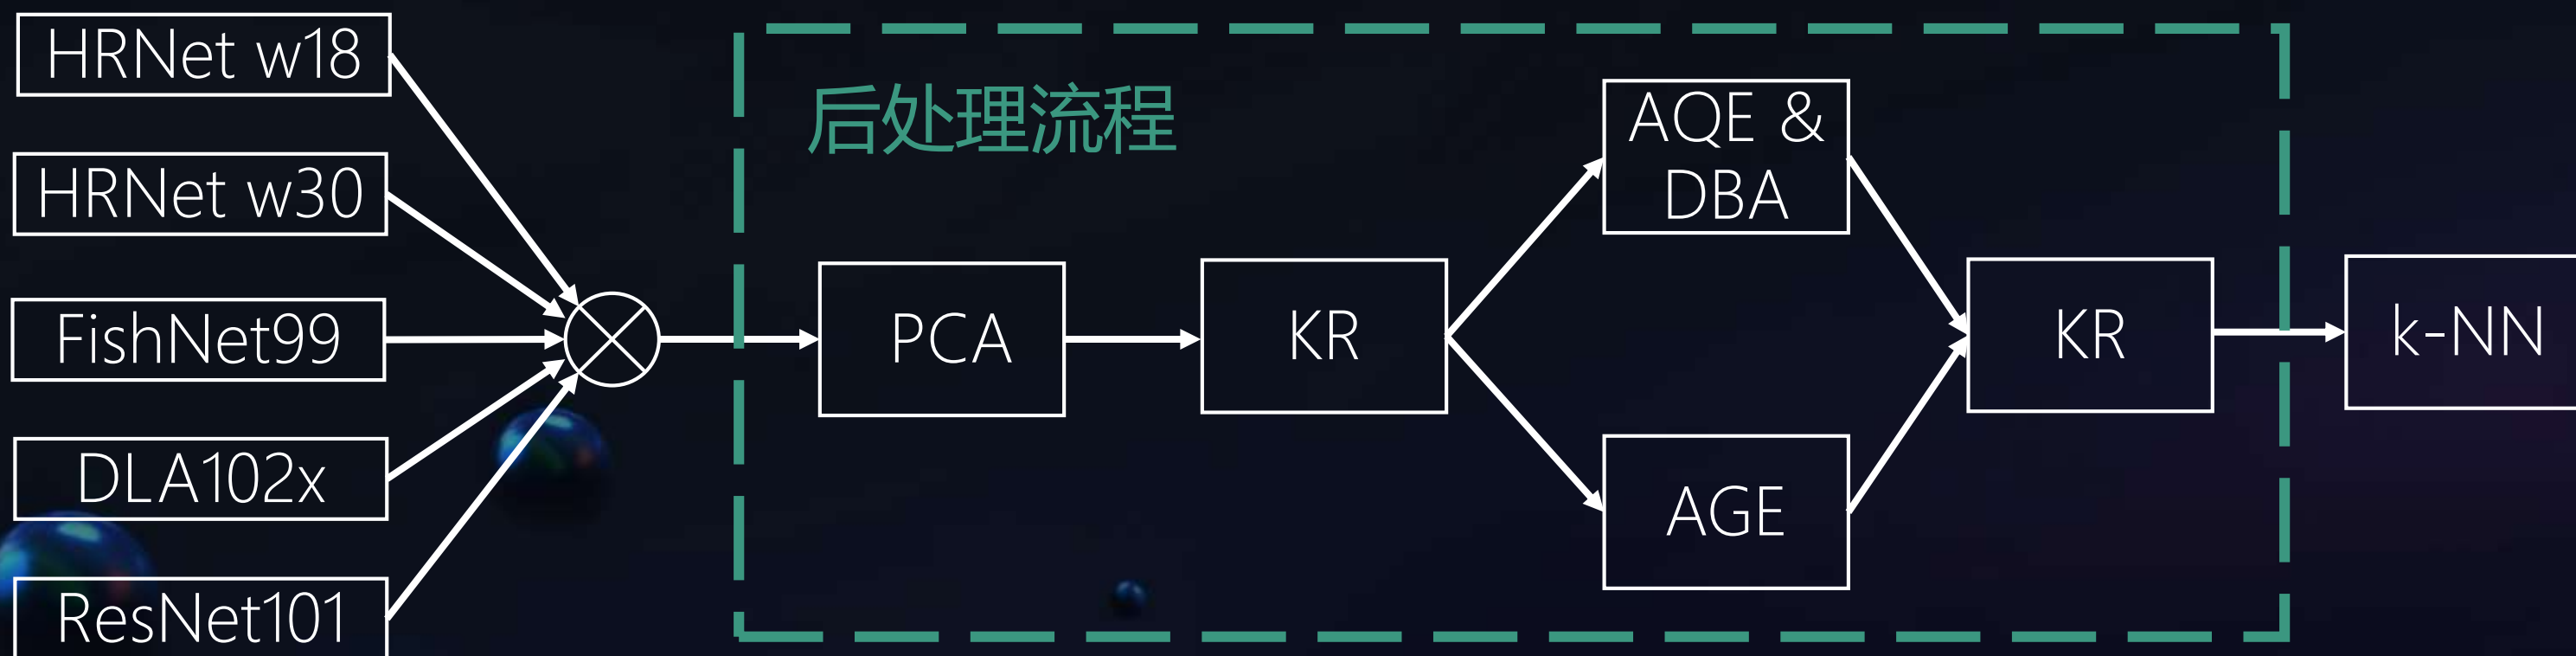 HRNet w18
HRNet w30
FishNet99
DLA102x
ResNet101
后处理流程
PCA
KR
AQE &
DBA
AGE
KR
k-NN